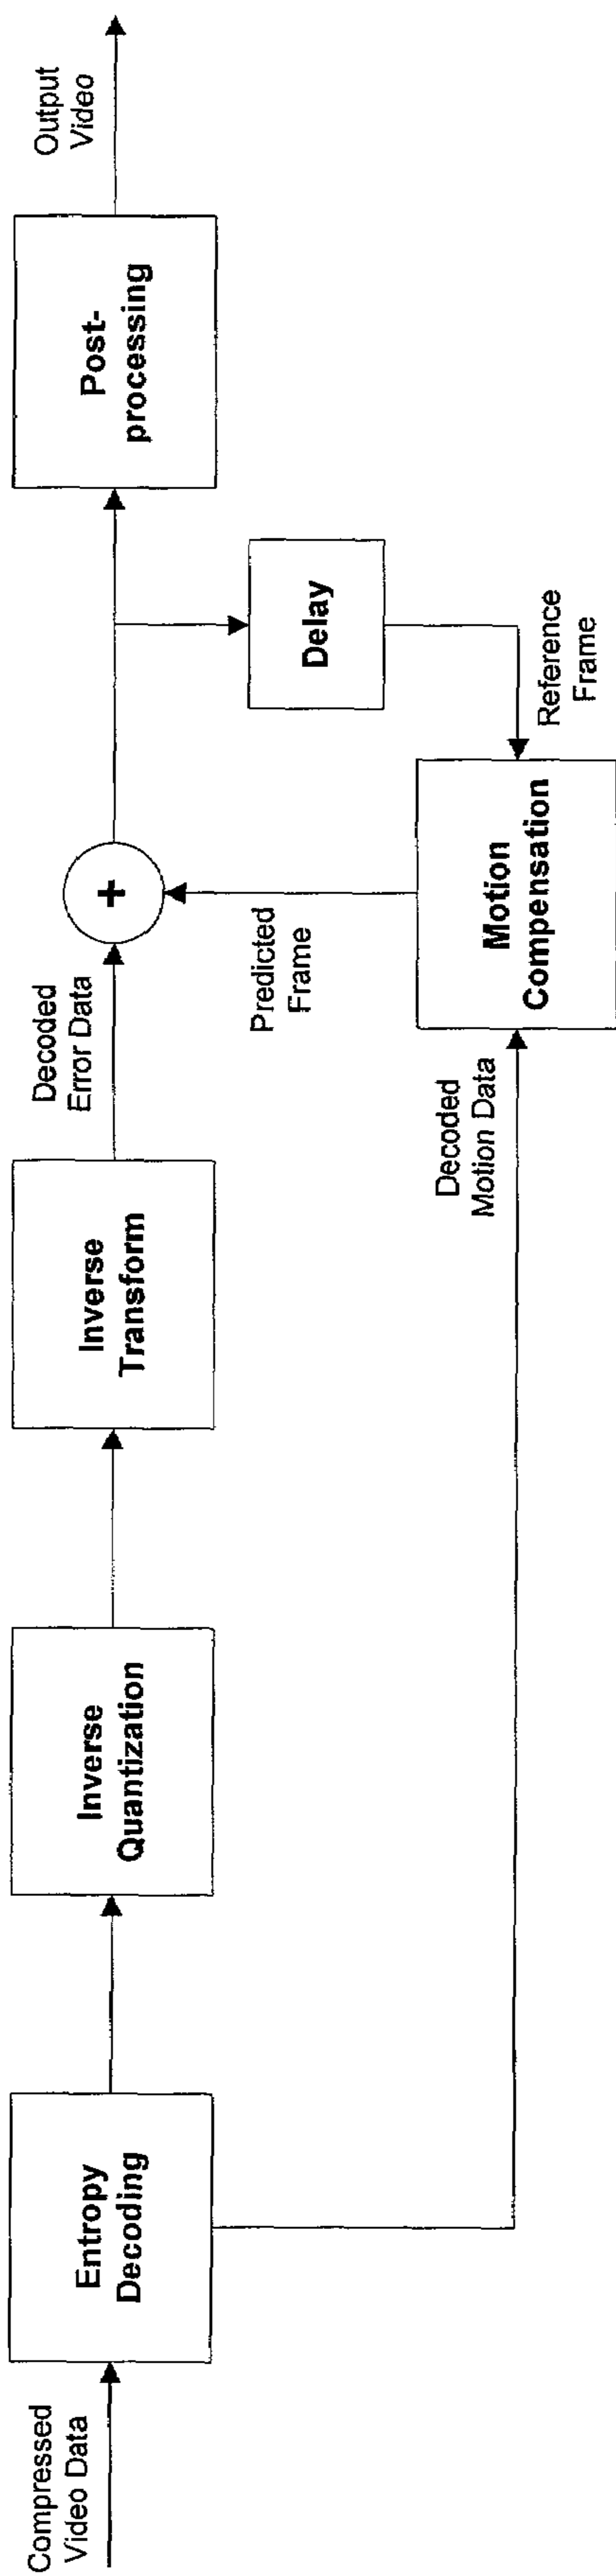 Compressed
Video Data
Entropy
Decoding
Inverse
Quantization
Inverse
Transform
Decoded
Error Data
+
Post-
processing
Output
Video
Delay
Predicted
Frame
Reference
Frame
Decoded
Motion Data
Motion
Compensation